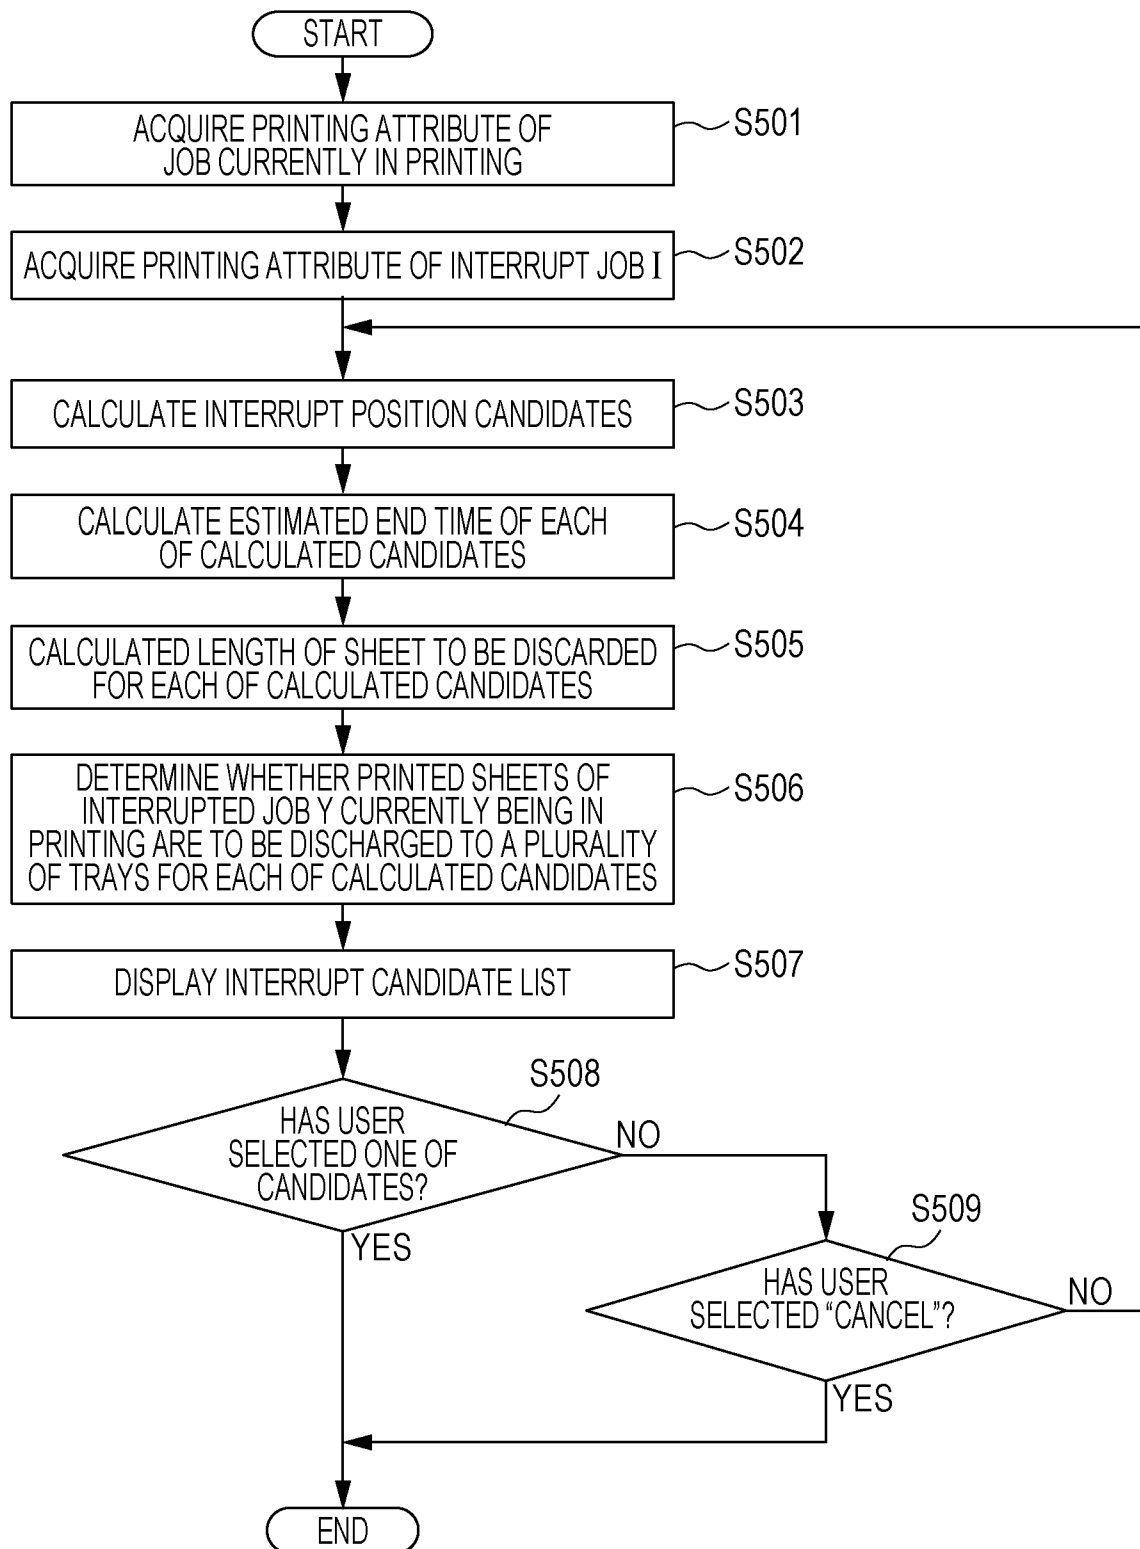 START
ACQUIRE PRINTING ATTRIBUTE OF
JOB CURRENTLY IN PRINTING
S501
ACQUIRE PRINTING ATTRIBUTE OF INTERRUPT JOB I
S502
CALCULATE INTERRUPT POSITION CANDIDATES
S503
CALCULATE ESTIMATED END TIME OF EACH
OF CALCULATED CANDIDATES
S504
CALCULATED LENGTH OF SHEET TO BE DISCARDED
FOR EACH OF CALCULATED CANDIDATES
S505
DETERMINE WHETHER PRINTED SHEETS OF
INTERRUPTED JOB Y CURRENTLY BEING IN
PRINTING ARE TO BE DISCHARGED TO A PLURALITY
OF TRAYS FOR EACH OF CALCULATED CANDIDATES
S506
DISPLAY INTERRUPT CANDIDATE LIST
S507
S508
HAS USER
SELECTED ONE OF
CANDIDATES?
NO
YES
S509
HAS USER
SELECTED “CANCEL”?
NO
YES
END